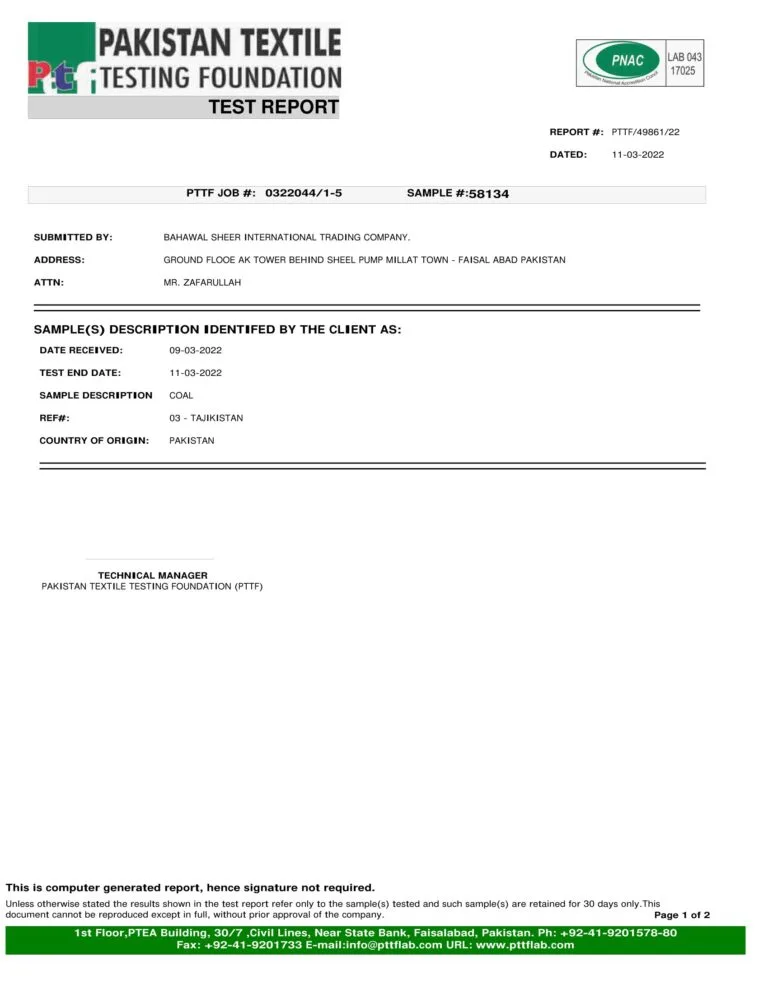 PAKISTAN TEXTILE
Ptfi TESTING FOUNDATION
TEST REPORT
PNAC
Pakistan National Accreditation Council
LAB 043
17025
REPORT #: PTTF/49861/22
DATED: 11-03-2022
PTTF JOB #: 0322044/1-5 SAMPLE #:58134
SUBMITTED BY: BAHAWAL SHEER INTERNATIONAL TRADING COMPANY.
ADDRESS: GROUND FLOOE AK TOWER BEHIND SHEEL PUMP MILLAT TOWN - FAISAL ABAD PAKISTAN
ATTN: MR. ZAFARULLAH
SAMPLE(S) DESCRIPTION IDENTIFED BY THE CLIENT AS:
DATE RECEIVED: 09-03-2022
TEST END DATE: 11-03-2022
SAMPLE DESCRIPTION COAL
REF#: 03 - TAJIKISTAN
COUNTRY OF ORIGIN: PAKISTAN
TECHNICAL MANAGER
PAKISTAN TEXTILE TESTING FOUNDATION (PTTF)
This is computer generated report, hence signature not required.
Unless otherwise stated the results shown in the test report refer only to the sample(s) tested and such sample(s) are retained for 30 days only.This
document cannot be reproduced except in full, without prior approval of the company. Page 1 of 2
1st Floor,PTEA Building, 30/7 ,Civil Lines, Near State Bank, Faisalabad, Pakistan. Ph: +92-41-9201578-80
Fax: +92-41-9201733 E-mail:info@pttflab.com URL: www.pttflab.com